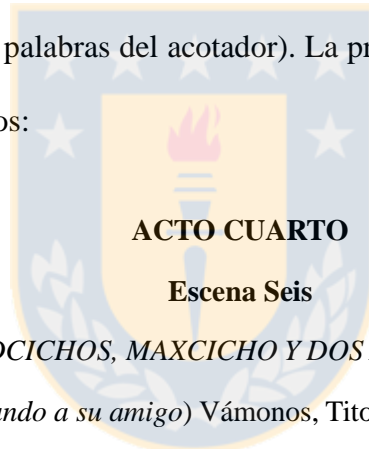 palabras del acotador). La pr
os:
ACTO CUARTO
Escena Seis
OCICHOS, MAXCICHO Y DOS
ando a su amigo) Vámonos, Tito